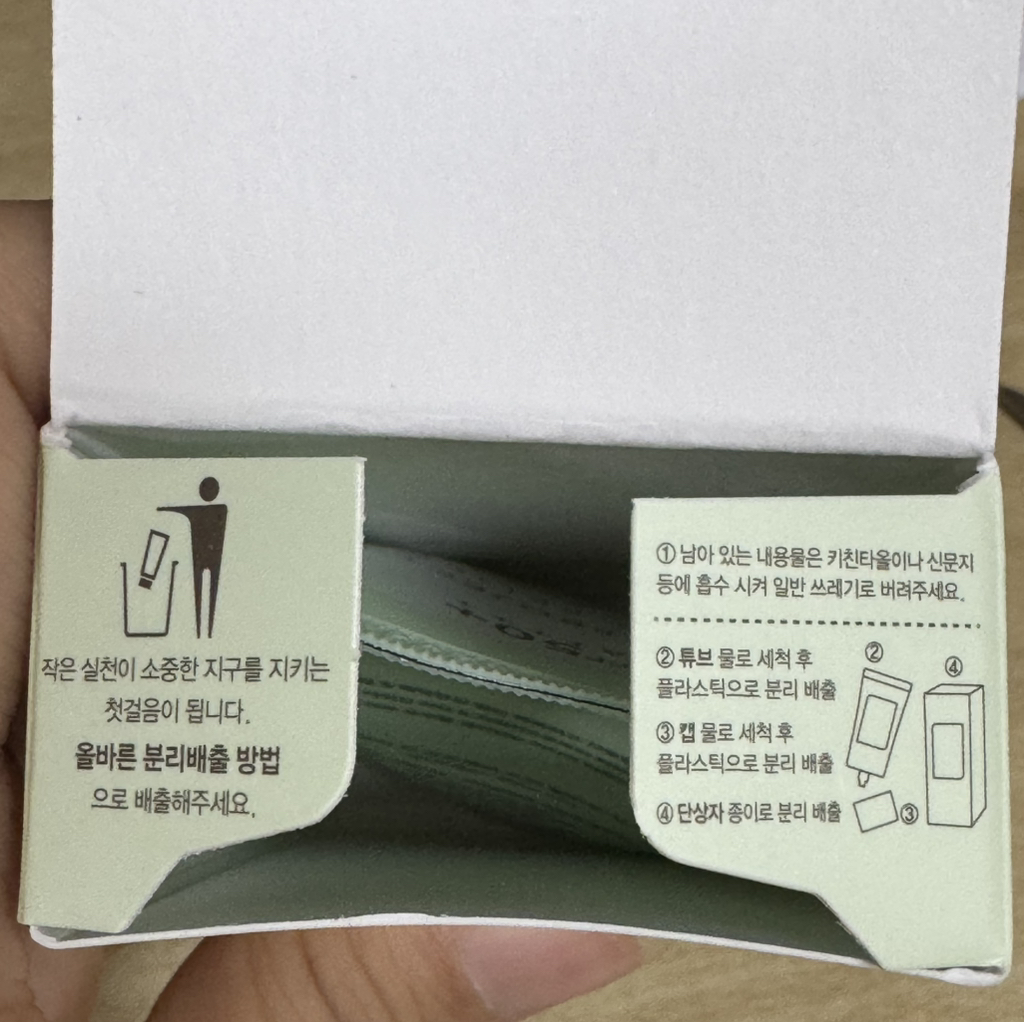 작은 실천이 소중한 지구를 지키는
첫걸음이 됩니다.
올바른 분리배출 방법
으로 배출해주세요.
① 남아 있는 내용물은 키친타올이나 신문지
등에 흡수 시켜 일반 쓰레기로 버려주세요.
② 튜브 물로 세척 후
플라스틱으로 분리 배출
③ 캡 물로 세척 후
플라스틱으로 분리 배출
④ 단상자 종이로 분리 배출
②
④
③